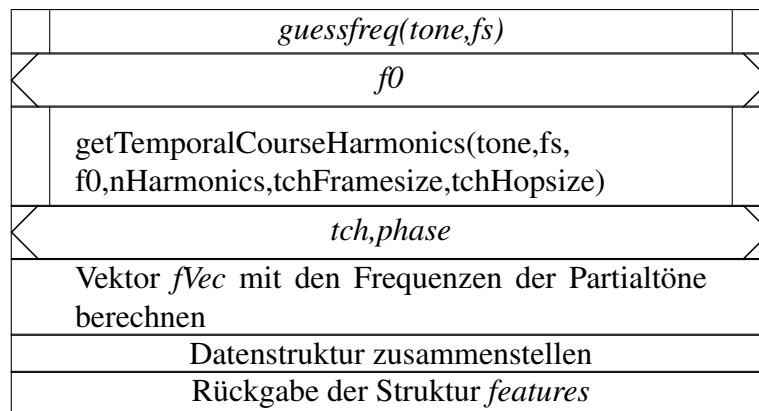 guessfreq(tone,fs)
f0
getTemporalCourseHarmonics(tone,fs,
f0,nHarmonics,tchFramesize,tchHopsize)
tch,phase
Vektor fVec mit den Frequenzen der Partialtöne
berechnen
Datenstruktur zusammenstellen
Rückgabe der Struktur features